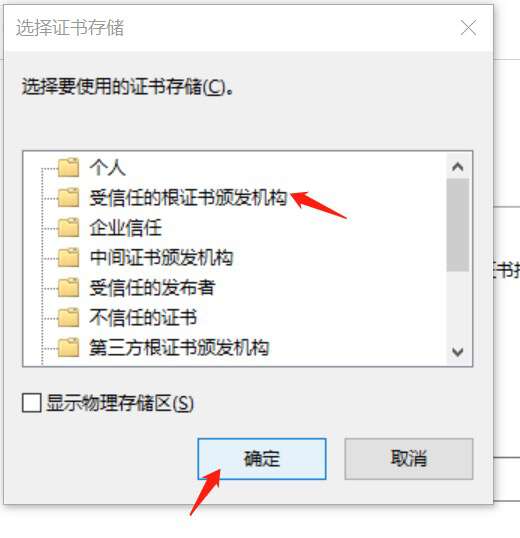 选择证书存储
选择要使用的证书存储(C)。
个人
受信任的根证书颁发机构
企业信任
中间证书颁发机构
受信任的发布者
不信任的证书
第三方根证书颁发机构
显示物理存储区(S)
确定
取消